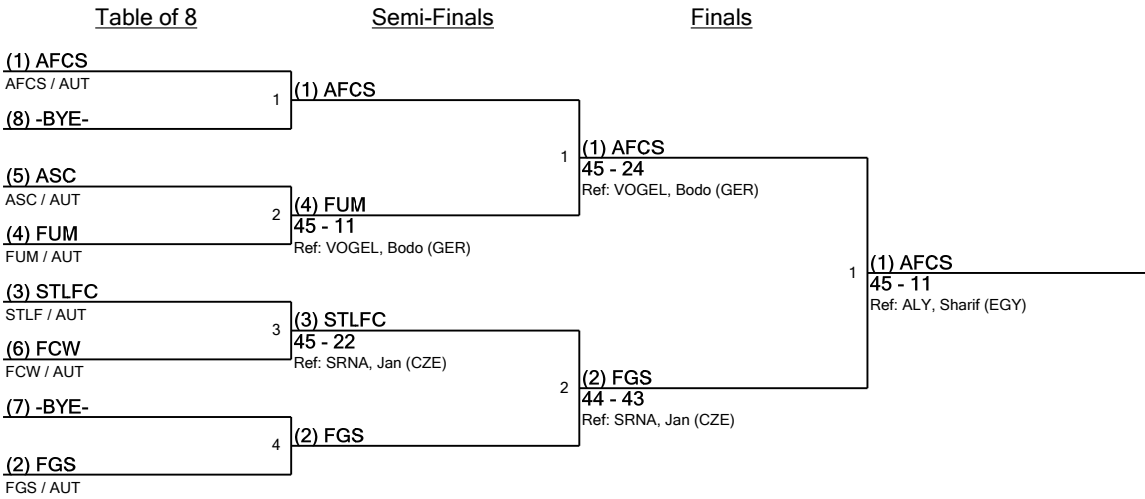 Table of 8
Semi-Finals
Finals
(1) AFCS
AFCS / AUT
(8) -BYE-
(5) ASC
ASC / AUT
(4) FUM
FUM / AUT
(3) STLFC
STLF / AUT
(6) FCW
FCW / AUT
(7) -BYE-
(2) FGS
FGS / AUT
1
(1) AFCS
2
(4) FUM
45 - 11
Ref: VOGEL, Bodo (GER)
3
(3) STLFC
45 - 22
Ref: SRNA, Jan (CZE)
4
(2) FGS
1
(1) AFCS
45 - 24
Ref: VOGEL, Bodo (GER)
2
(2) FGS
44 - 43
Ref: SRNA, Jan (CZE)
1
(1) AFCS
45 - 11
Ref: ALY, Sharif (EGY)